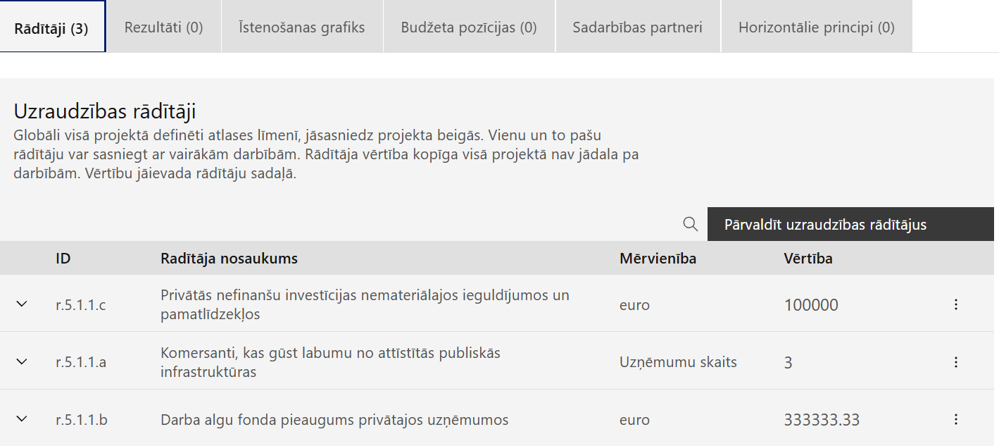 Rādītāji (3) Rezultāti (0) Īstenošanas grafiks Budžeta pozīcijas (0) Sadarbības partneri Horizontālie principi (0)
Uzraudzības rādītāji
Globāli visā projektā definēti atlases līmenī, jāsasniedz projekta beigās. Vienu un to pašu
rādītāju var sasniegt ar vairākām darbībām. Rādītāja vērtība kopīga visā projektā nav jādala pa
darbībām. Vērtību jāievada rādītāju sadaļā.
Pārvaldīt uzraudzības rādītājus
ID Radītāja nosaukums Mērvienība Vērtība
r.5.1.1.c Privātās nefinanšu investīcijas nemateriālajos ieguldījumos un
pamatlīdzekļos euro 100000
r.5.1.1.a Komersanti, kas gūst labumu no attīstītās publiskās
infrastruktūras Uzņēmumu skaits 3
r.5.1.1.b Darba algu fonda pieaugums privātajos uzņēmumos euro 333333.33